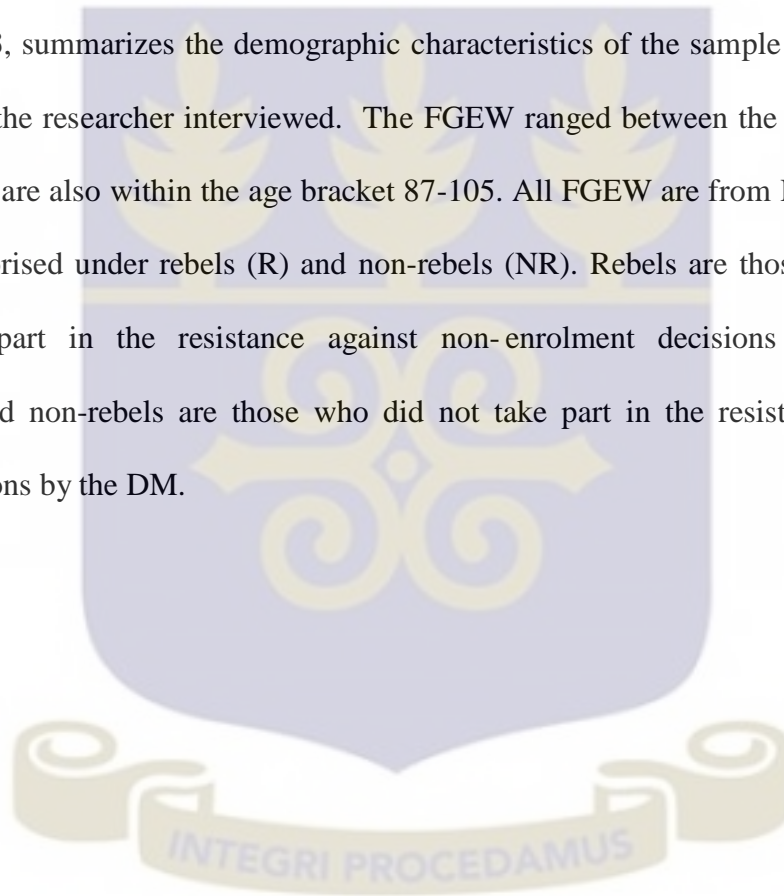 3, summarizes the demographic characteristics of the sample
the researcher interviewed. The FGEW ranged between the
are also within the age bracket 87-105. All FGEW are from
prised under rebels (R) and non-rebels (NR). Rebels are
part in the resistance against non-enrolment decisions
d non-rebels are those who did not take part in the
ons by the DM.
INTEGRI PROCEDAMUS